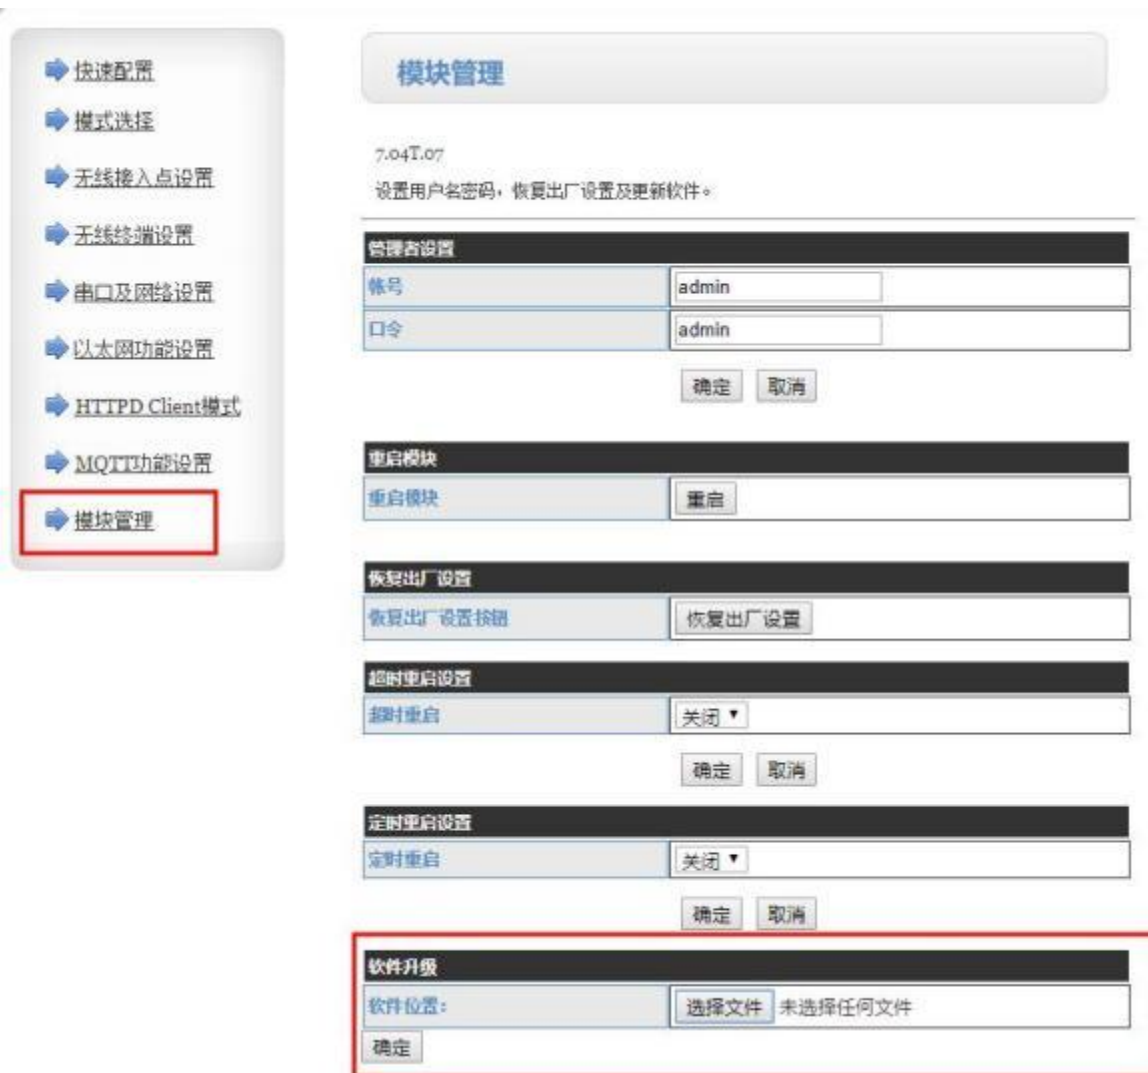 快速配置
模式选择
无线接入点设置
无线终端设置
串口及网络设置
以太网功能设置
HTTPD Client模式
MQTT功能设置
模块管理
模块管理
7.04T.07
设置用户名密码，恢复出厂设置及更新软件。
管理者设置
帐号 admin
口令 admin
确定 取消
重启模块
重启模块 重启
恢复出厂设置
恢复出厂设置按钮 恢复出厂设置
超时重启设置
超时重启 关闭
确定 取消
定时重启设置
定时重启 关闭
确定 取消
软件升级
软件位置: 选择文件 未选择任何文件
确定